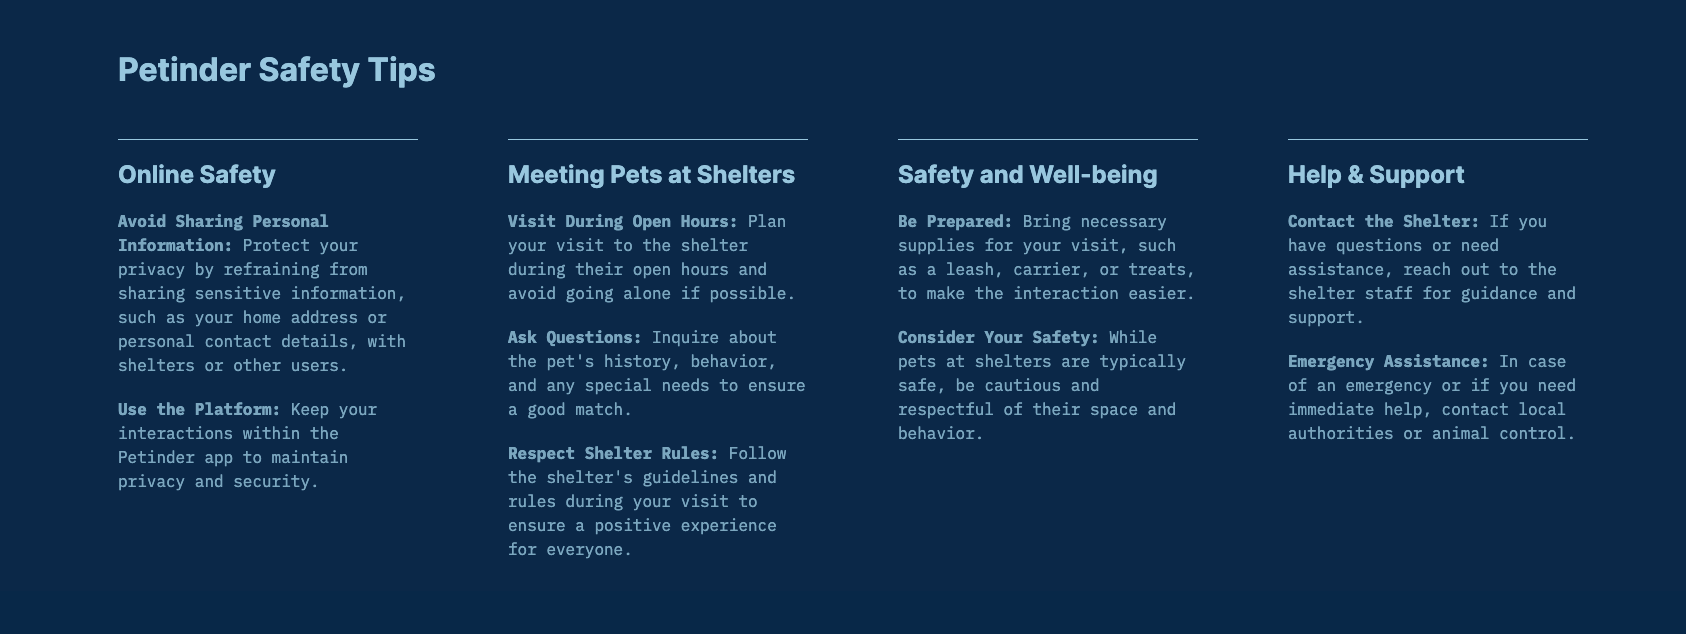 Petinder Safety Tips
Online Safety
Avoid Sharing Personal
Information: Protect your
privacy by refraining from
sharing sensitive information,
such as your home address or
personal contact details, with
shelters or other users.
Use the Platform: Keep your
interactions within the
Petinder app to maintain
privacy and security.
Meeting Pets at Shelters
Visit During Open Hours: Plan
your visit to the shelter
during their open hours and
avoid going alone if possible.
Ask Questions: Inquire about
the pet's history, behavior,
and any special needs to ensure
a good match.
Respect Shelter Rules: Follow
the shelter's guidelines and
rules during your visit to
ensure a positive experience
for everyone.
Safety and Well-being
Be Prepared: Bring necessary
supplies for your visit, such
as a leash, carrier, or treats,
to make the interaction easier.
Consider Your Safety: While
pets at shelters are typically
safe, be cautious and
respectful of their space and
behavior.
Help & Support
Contact the Shelter: If you
have questions or need
assistance, reach out to the
shelter staff for guidance and
support.
Emergency Assistance: In case
of an emergency or if you need
immediate help, contact local
authorities or animal control.